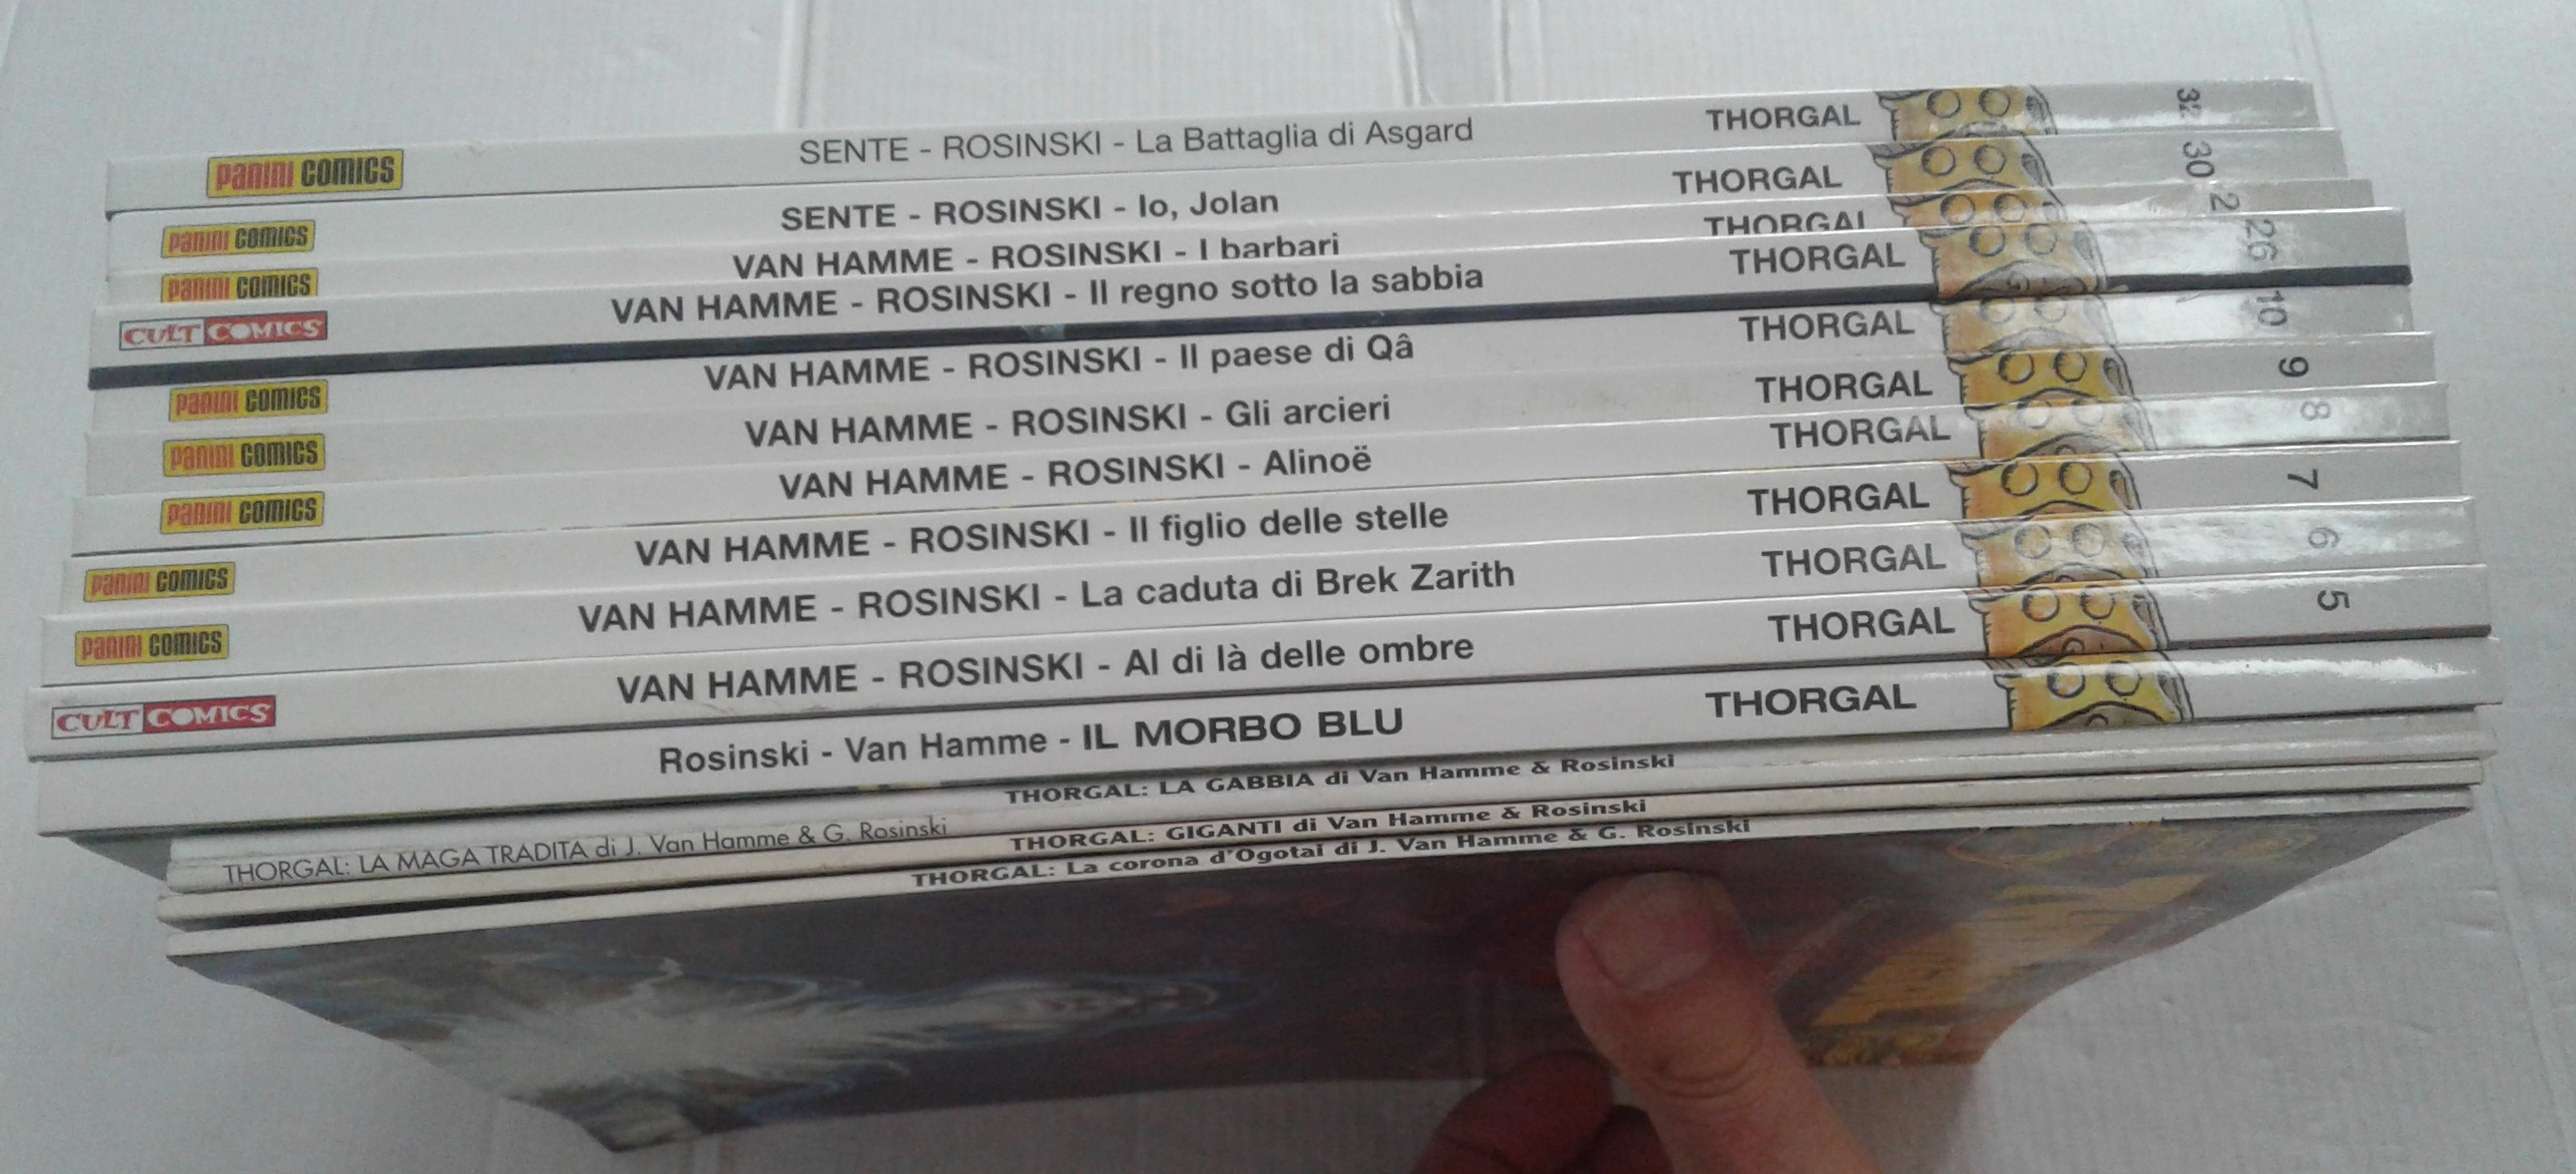 PANINI COMICS SENTE - ROSINSKI - La Battaglia di Asgard THORGAL 32
PANINI COMICS SENTE - ROSINSKI - Io, Jolan THORGAL 30
PANINI COMICS VAN HAMME - ROSINSKI - I barbari THORGAL 2
CULT COMICS VAN HAMME - ROSINSKI - Il regno sotto la sabbia THORGAL 26
PANINI COMICS VAN HAMME - ROSINSKI - Il paese di Qâ THORGAL 10
PANINI COMICS VAN HAMME - ROSINSKI - Gli arcieri THORGAL 9
PANINI COMICS VAN HAMME - ROSINSKI - Alinoë THORGAL 8
PANINI COMICS VAN HAMME - ROSINSKI - Il figlio delle stelle THORGAL 7
PANINI COMICS VAN HAMME - ROSINSKI - La caduta di Brek Zarith THORGAL 6
CULT COMICS VAN HAMME - ROSINSKI - Al di là delle ombre THORGAL 5
Rosinski - Van Hamme - IL MORBO BLU THORGAL
THORGAL: LA GABBIA di Van Hamme & Rosinski
THORGAL: LA MAGA TRADITA di J. Van Hamme & G. Rosinski
THORGAL: GIGANTI di Van Hamme & Rosinski
THORGAL: La corona d'Ogotai di J. Van Hamme & G. Rosinski